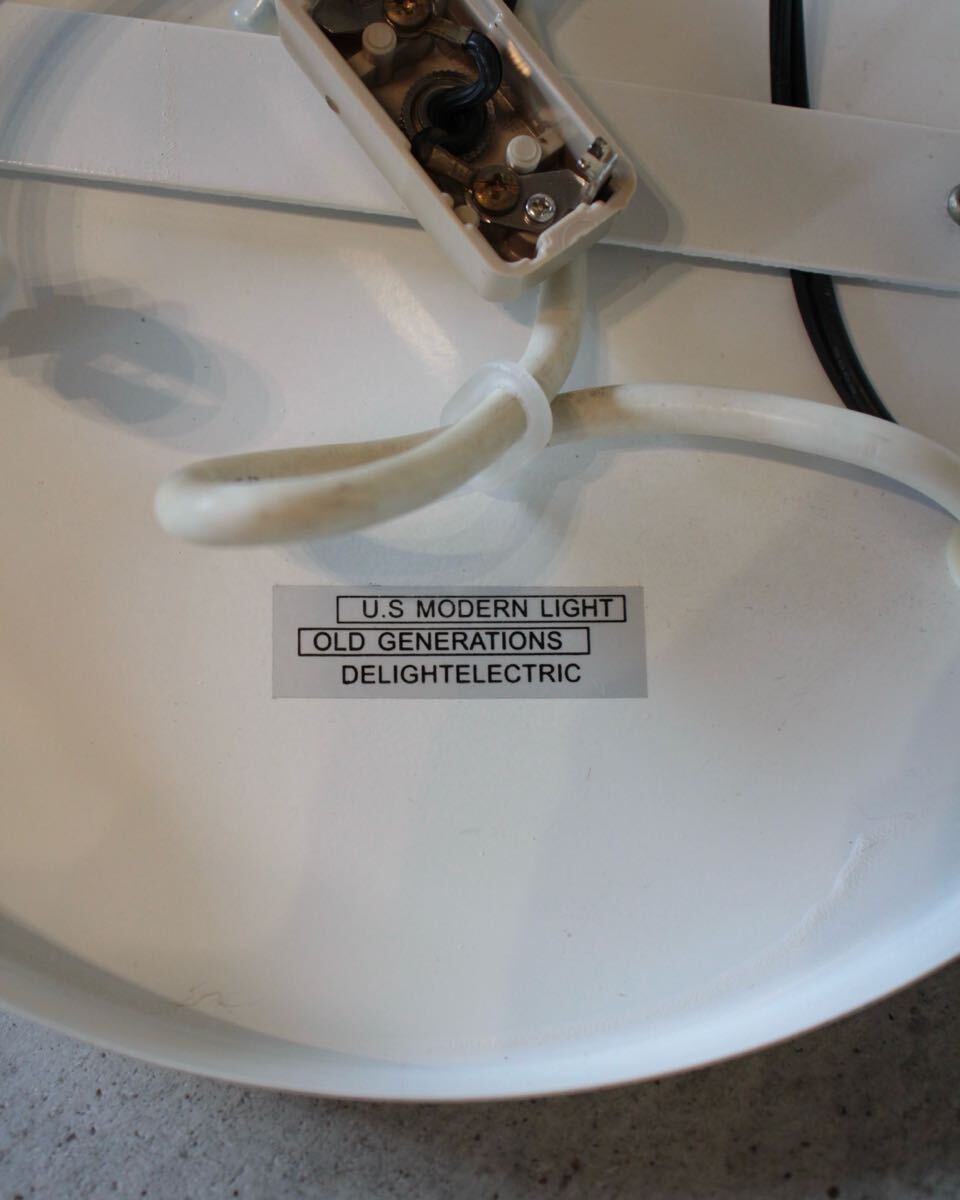 U.S MODERN LIGHT
OLD GENERATIONS
DELIGHTELECTRIC